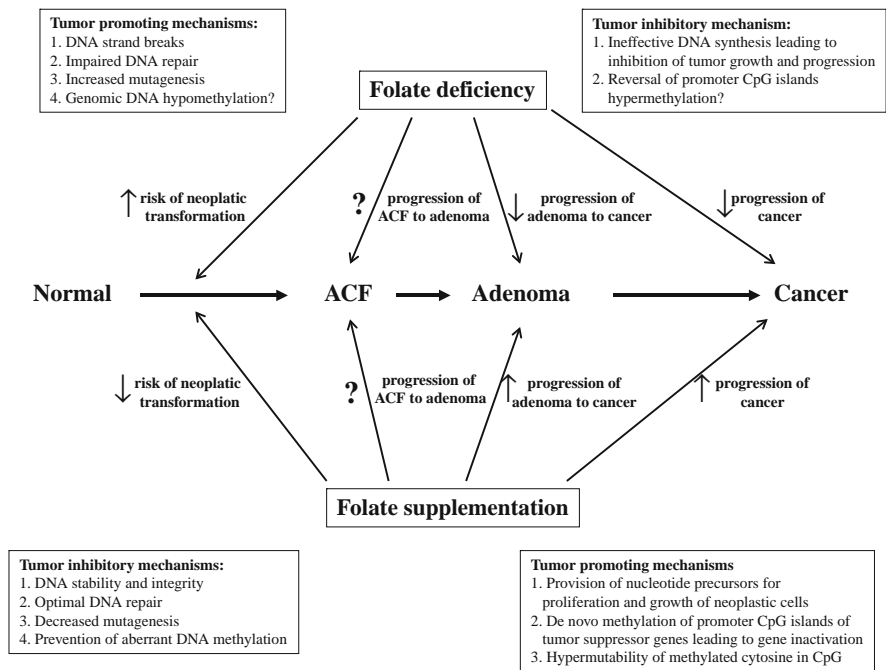 Tumor promoting mechanisms:
1. DNA strand breaks
2. Impaired DNA repair
3. Increased mutagenesis
4. Genomic DNA hypomethylation?
Tumor inhibitory mechanism:
1. Ineffective DNA synthesis leading to
inhibition of tumor growth and progression
2. Reversal of promoter CpG islands
hypermethylation?
Folate deficiency
↑ risk of neoplatic
transformation
? progression of
ACF to adenoma
↓ progression of
adenoma to cancer
↓ progression of
cancer
Normal
ACF
Adenoma
Cancer
↓ risk of neoplatic
transformation
? progression of
ACF to adenoma
↑ progression of
adenoma to cancer
↑ progression of
cancer
Folate supplementation
Tumor inhibitory mechanisms:
1. DNA stability and integrity
2. Optimal DNA repair
3. Decreased mutagenesis
4. Prevention of aberrant DNA methylation
Tumor promoting mechanisms
1. Provision of nucleotide precursors for
proliferation and growth of neoplastic cells
2. De novo methylation of promoter CpG islands of
tumor suppressor genes leading to gene inactivation
3. Hypermutability of methylated cytosine in CpG